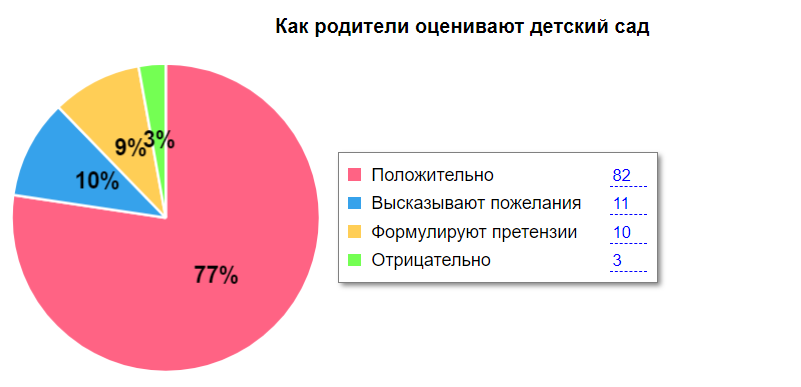 Как родители оценивают детский сад
3%
9%
10%
77%
Положительно 82
Высказывают пожелания 11
Формулируют претензии 10
Отрицательно 3